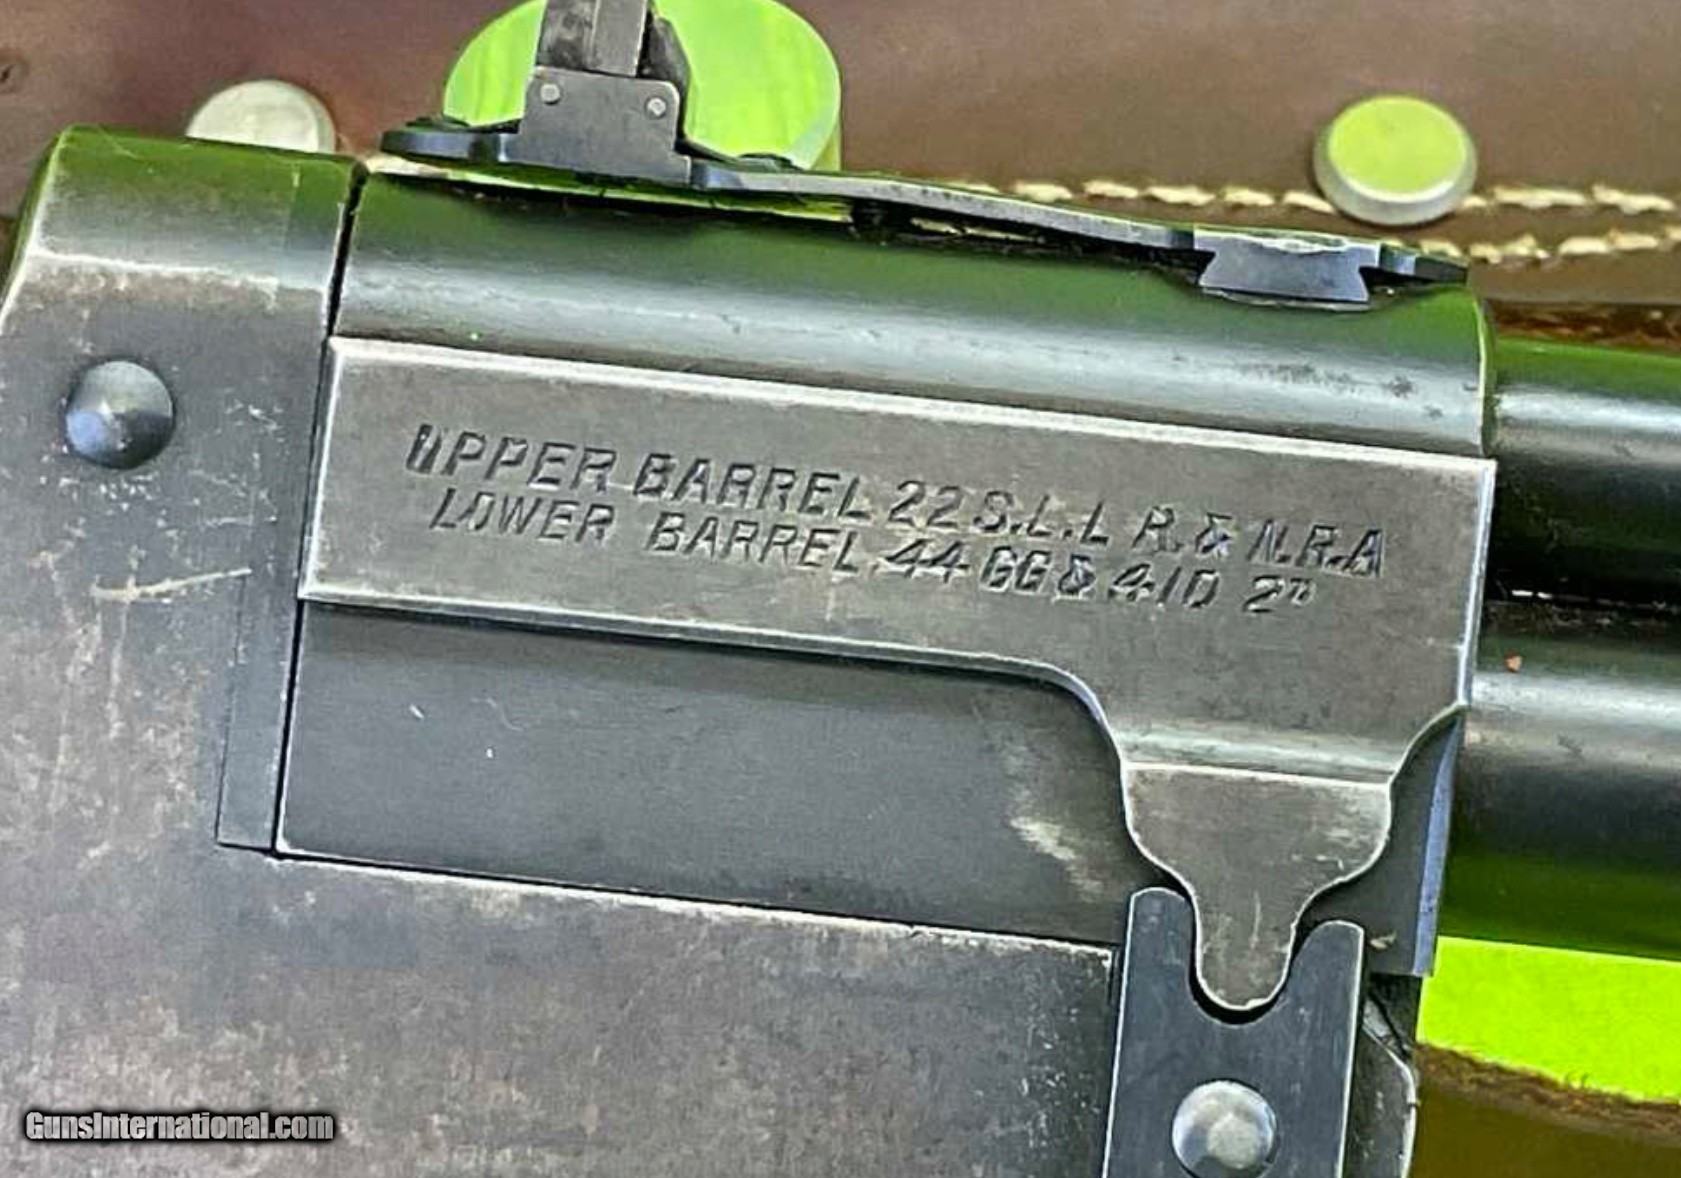 UPPER BARREL 22 S.L.L R.& N.R.A
LOWER BARREL .44 GG & 410 2"
GunsInternational.com